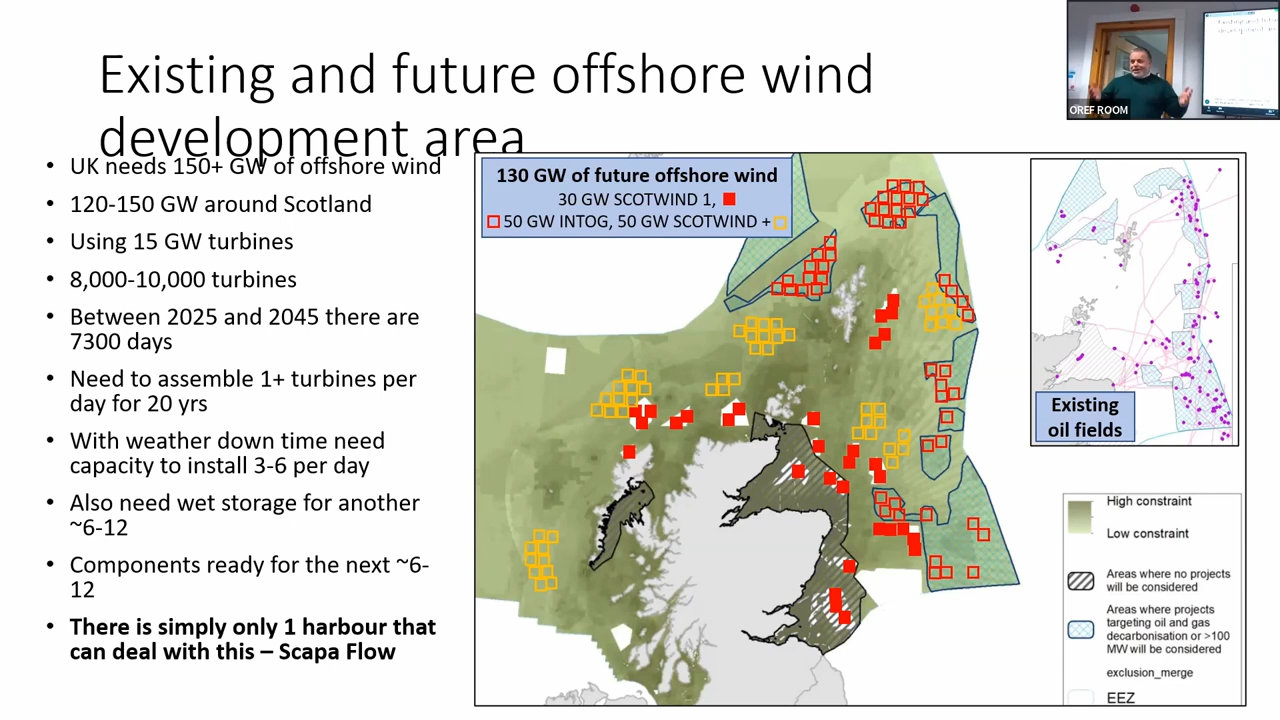 Existing and future offshore wind
development area
• UK needs 150+ GW of offshore wind
• 120-150 GW around Scotland
• Using 15 GW turbines
• 8,000-10,000 turbines
• Between 2025 and 2045 there are
7300 days
• Need to assemble 1+ turbines per
day for 20 yrs
• With weather down time need
capacity to install 3-6 per day
• Also need wet storage for another
~6-12
• Components ready for the next ~6-
12
• There is simply only 1 harbour that
can deal with this – Scapa Flow
130 GW of future offshore wind
30 GW SCOTWIND 1,
50 GW INTOG, 50 GW SCOTWIND +
Existing
oil fields
High constraint
Low constraint
Areas where no projects
will be considered
Areas where projects
targeting oil and gas
decarbonisation or >100
MW will be considered
exclusion_merge
EEZ
OREF ROOM